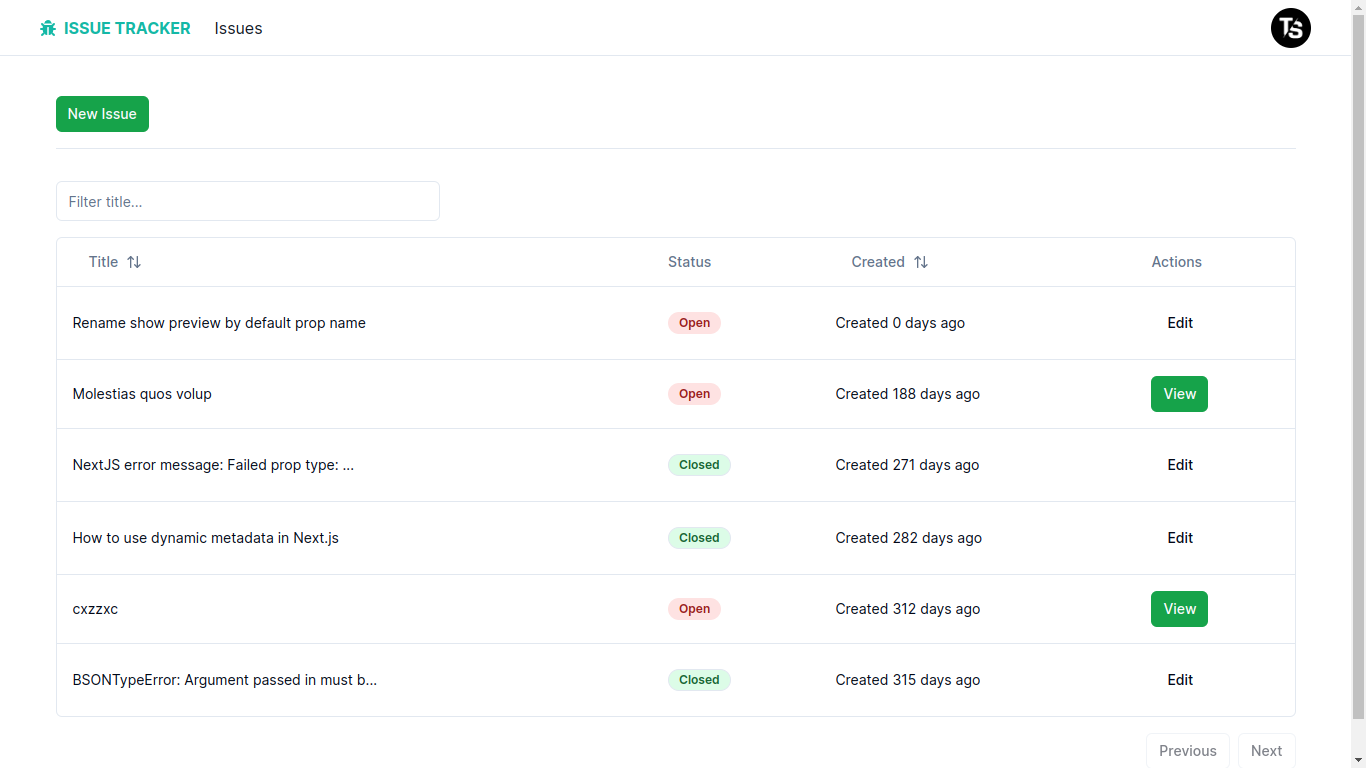 ISSUE TRACKER Issues TS
New Issue
Filter title...
Title Status Created Actions
Rename show preview by default prop name Open Created 0 days ago Edit
Molestias quos volup Open Created 188 days ago View
NextJS error message: Failed prop type: ... Closed Created 271 days ago Edit
How to use dynamic metadata in Next.js Closed Created 282 days ago Edit
cxzzxc Open Created 312 days ago View
BSONTypeError: Argument passed in must b... Closed Created 315 days ago Edit
Previous Next